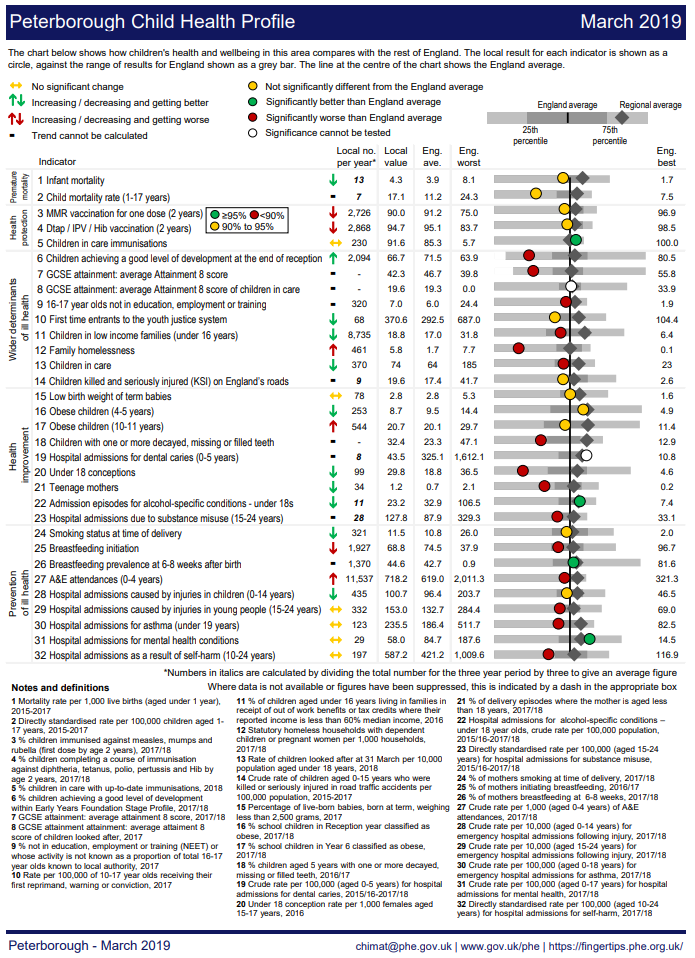 Peterborough Child Health Profile March 2019
The chart below shows how children's health and wellbeing in this area compares with the rest of England. The local result for each indicator is shown as a
circle, against the range of results for England shown as a grey bar. The line at the centre of the chart shows the England average.
No significant change
Increasing / decreasing and getting better
Increasing / decreasing and getting worse
Trend cannot be calculated
Not significantly different from the England average
Significantly better than England average
Significantly worse than England average
Significance cannot be tested
England average Regional average
25th percentile
75th percentile
Indicator Local no. per year* Local value Eng. ave. Eng. worst Eng. best
Premature mortality
1 Infant mortality 13 4.3 3.9 8.1 1.7
2 Child mortality rate (1-17 years) - 7 17.1 11.2 24.3 7.5
Health protection
3 MMR vaccination for one dose (2 years) 2,726 90.0 91.2 75.0 96.9
≥95% <90%
90% to 95%
4 Dtap / IPV / Hib vaccination (2 years) 2,868 94.7 95.1 83.7 98.5
5 Children in care immunisations 230 91.6 85.3 5.7 100.0
Wider determinants of ill health
6 Children achieving a good level of development at the end of reception 2,094 66.7 71.5 63.9 80.5
7 GCSE attainment: average Attainment 8 score - - 42.3 46.7 39.8 55.8
8 GCSE attainment: average Attainment 8 score of children in care - - 19.6 19.3 0.0 33.9
9 16-17 year olds not in education, employment or training - 320 7.0 6.0 24.4 1.9
10 First time entrants to the youth justice system 68 370.6 292.5 687.0 104.4
11 Children in low income families (under 16 years) 8,735 18.8 17.0 31.8 6.4
12 Family homelessness 461 5.8 1.7 7.7 0.1
13 Children in care 370 74 64 185 23
14 Children killed and seriously injured (KSI) on England's roads - 9 19.6 17.4 41.7 2.6
Health improvement
15 Low birth weight of term babies 78 2.8 2.8 5.3 1.6
16 Obese children (4-5 years) 253 8.7 9.5 14.4 4.9
17 Obese children (10-11 years) 544 20.7 20.1 29.7 11.4
18 Children with one or more decayed, missing or filled teeth - - 32.4 23.3 47.1 12.9
19 Hospital admissions for dental caries (0-5 years) - 8 43.5 325.1 1,612.1 10.8
20 Under 18 conceptions 99 29.8 18.8 36.5 4.6
21 Teenage mothers 34 1.2 0.7 2.1 0.2
22 Admission episodes for alcohol-specific conditions - under 18s 11 23.2 32.9 106.5 7.4
23 Hospital admissions due to substance misuse (15-24 years) - 28 127.8 87.9 329.3 33.1
Prevention of ill health
24 Smoking status at time of delivery 321 11.5 10.8 26.0 2.0
25 Breastfeeding initiation 1,927 68.8 74.5 37.9 96.7
26 Breastfeeding prevalence at 6-8 weeks after birth - 1,370 44.6 42.7 0.9 81.6
27 A&E attendances (0-4 years) 11,537 718.2 619.0 2,011.3 321.3
28 Hospital admissions caused by injuries in children (0-14 years) 435 100.7 96.4 203.7 46.5
29 Hospital admissions caused by injuries in young people (15-24 years) 332 153.0 132.7 284.4 69.0
30 Hospital admissions for asthma (under 19 years) 123 235.5 186.4 511.7 82.5
31 Hospital admissions for mental health conditions 29 58.0 84.7 187.6 14.5
32 Hospital admissions as a result of self-harm (10-24 years) 197 587.2 421.2 1,009.6 116.9
*Numbers in italics are calculated by dividing the total number for the three year period by three to give an average figure
Where data is not available or figures have been suppressed, this is indicated by a dash in the appropriate box
Notes and definitions
1 Mortality rate per 1,000 live births (aged under 1 year),
2015-2017
2 Directly standardised rate per 100,000 children aged 1-
17 years, 2015-2017
3 % children immunised against measles, mumps and
rubella (first dose by age 2 years), 2017/18
4 % children completing a course of immunisation
against diphtheria, tetanus, polio, pertussis and Hib by
age 2 years, 2017/18
5 % children in care with up-to-date immunisations, 2018
6 % children achieving a good level of development
within Early Years Foundation Stage Profile, 2017/18
7 GCSE attainment: average attainment 8 score, 2017/18
8 GCSE attainment attainment: average attaiment 8
score of children looked after, 2017
9 % not in education, employment or training (NEET) or
whose activity is not known as a proportion of total 16-17
year olds known to local authority, 2017
10 Rate per 100,000 of 10-17 year olds receiving their
first reprimand, warning or conviction, 2017
11 % of children aged under 16 years living in families in
receipt of out of work benefits or tax credits where their
reported income is less than 60% median income, 2016
12 Statutory homeless households with dependent
children or pregnant women per 1,000 households,
2017/18
13 Rate of children looked after at 31 March per 10,000
population aged under 18 years, 2018
14 Crude rate of children aged 0-15 years who were
killed or seriously injured in road traffic accidents per
100,000 population, 2015-2017
15 Percentage of live-born babies, born at term, weighing
less than 2,500 grams, 2017
16 % school children in Reception year classified as
obese, 2017/18
17 % school children in Year 6 classified as obese,
2017/18
18 % children aged 5 years with one or more decayed,
missing or filled teeth, 2016/17
19 Crude rate per 100,000 (aged 0-5 years) for hospital
admissions for dental caries, 2015/16-2017/18
20 Under 18 conception rate per 1,000 females aged
15-17 years, 2016
21 % of delivery episodes where the mother is aged less
than 18 years, 2017/18
22 Hospital admissions for alcohol-specific conditions –
under 18 year olds, crude rate per 100,000 population,
2015/16-2017/18
23 Directly standardised rate per 100,000 (aged 15-24
years) for hospital admissions for substance misuse,
2015/16-2017/18
24 % of mothers smoking at time of delivery, 2017/18
25 % of mothers initiating breastfeeding, 2016/17
26 % of mothers breastfeeding at 6-8 weeks, 2017/18
27 Crude rate per 1,000 (aged 0-4 years) of A&E
attendances, 2017/18
28 Crude rate per 10,000 (aged 0-14 years) for
emergency hospital admissions following injury, 2017/18
29 Crude rate per 10,000 (aged 15-24 years) for
emergency hospital admissions following injury, 2017/18
30 Crude rate per 100,000 (aged 0-18 years) for
emergency hospital admissions for asthma, 2017/18
31 Crude rate per 100,000 (aged 0-17 years) for hospital
admissions for mental health, 2017/18
32 Directly standardised rate per 100,000 (aged 10-24
years) for hospital admissions for self-harm, 2017/18
Peterborough - March 2019 chimat@phe.gov.uk | www.gov.uk/phe | https://fingertips.phe.org.uk/